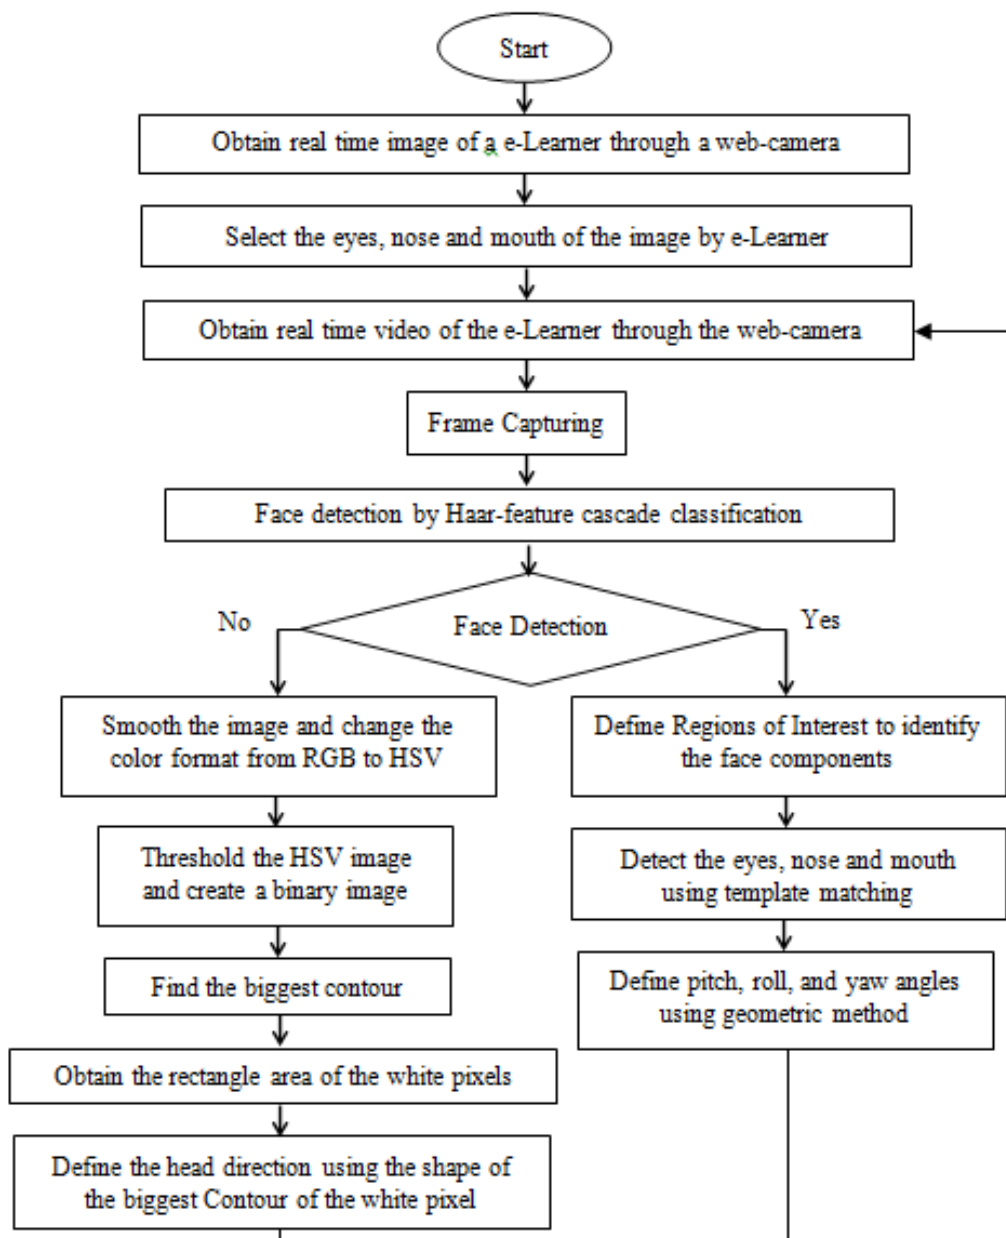 Start
Obtain real time image of a e-Learner through a web-camera
Select the eyes, nose and mouth of the image by e-Learner
Obtain real time video of the e-Learner through the web-camera
Frame Capturing
Face detection by Haar-feature cascade classification
No
Face Detection
Yes
Smooth the image and change the
color format from RGB to HSV
Define Regions of Interest to identify
the face components
Threshold the HSV image
and create a binary image
Detect the eyes, nose and mouth
using template matching
Find the biggest contour
Define pitch, roll, and yaw angles
using geometric method
Obtain the rectangle area of the white pixels
Define the head direction using the shape of
the biggest Contour of the white pixel